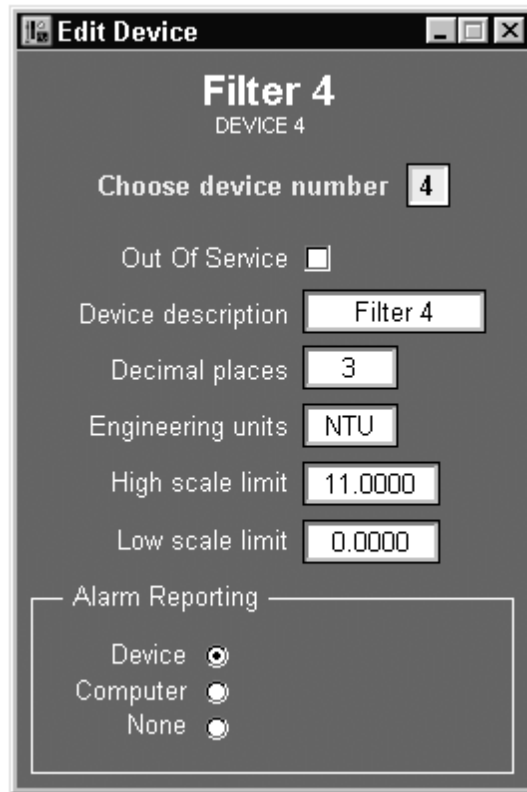 Edit Device
Filter 4
DEVICE 4
Choose device number 4
Out Of Service
Device description Filter 4
Decimal places 3
Engineering units NTU
High scale limit 11.0000
Low scale limit 0.0000
Alarm Reporting
Device
Computer
None